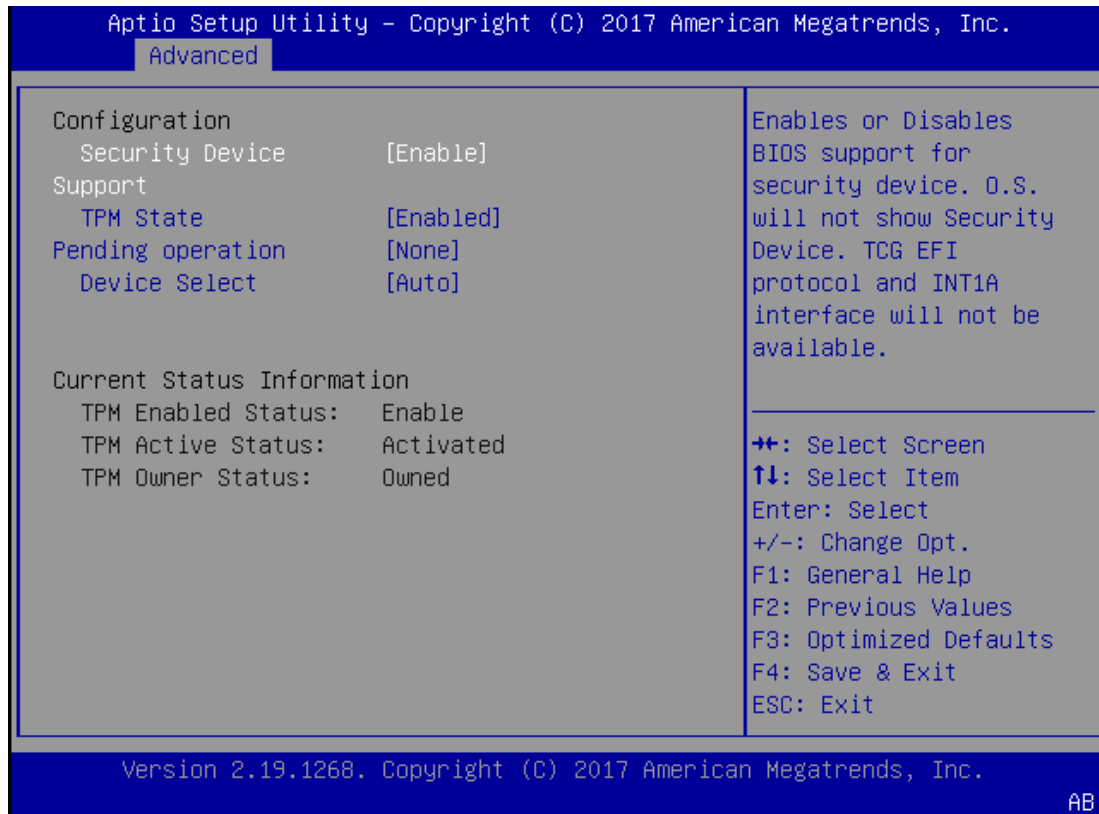 Aptio Setup Utility – Copyright (C) 2017 American Megatrends, Inc.
Advanced
Configuration
Security Device [Enable]
Support
TPM State [Enabled]
Pending operation [None]
Device Select [Auto]
Current Status Information
TPM Enabled Status: Enable
TPM Active Status: Activated
TPM Owner Status: Owned
Enables or Disables
BIOS support for
security device. O.S.
will not show Security
Device. TCG EFI
protocol and INT1A
interface will not be
available.
→←: Select Screen
↑↓: Select Item
Enter: Select
+/-: Change Opt.
F1: General Help
F2: Previous Values
F3: Optimized Defaults
F4: Save & Exit
ESC: Exit
Version 2.19.1268. Copyright (C) 2017 American Megatrends, Inc.
AB